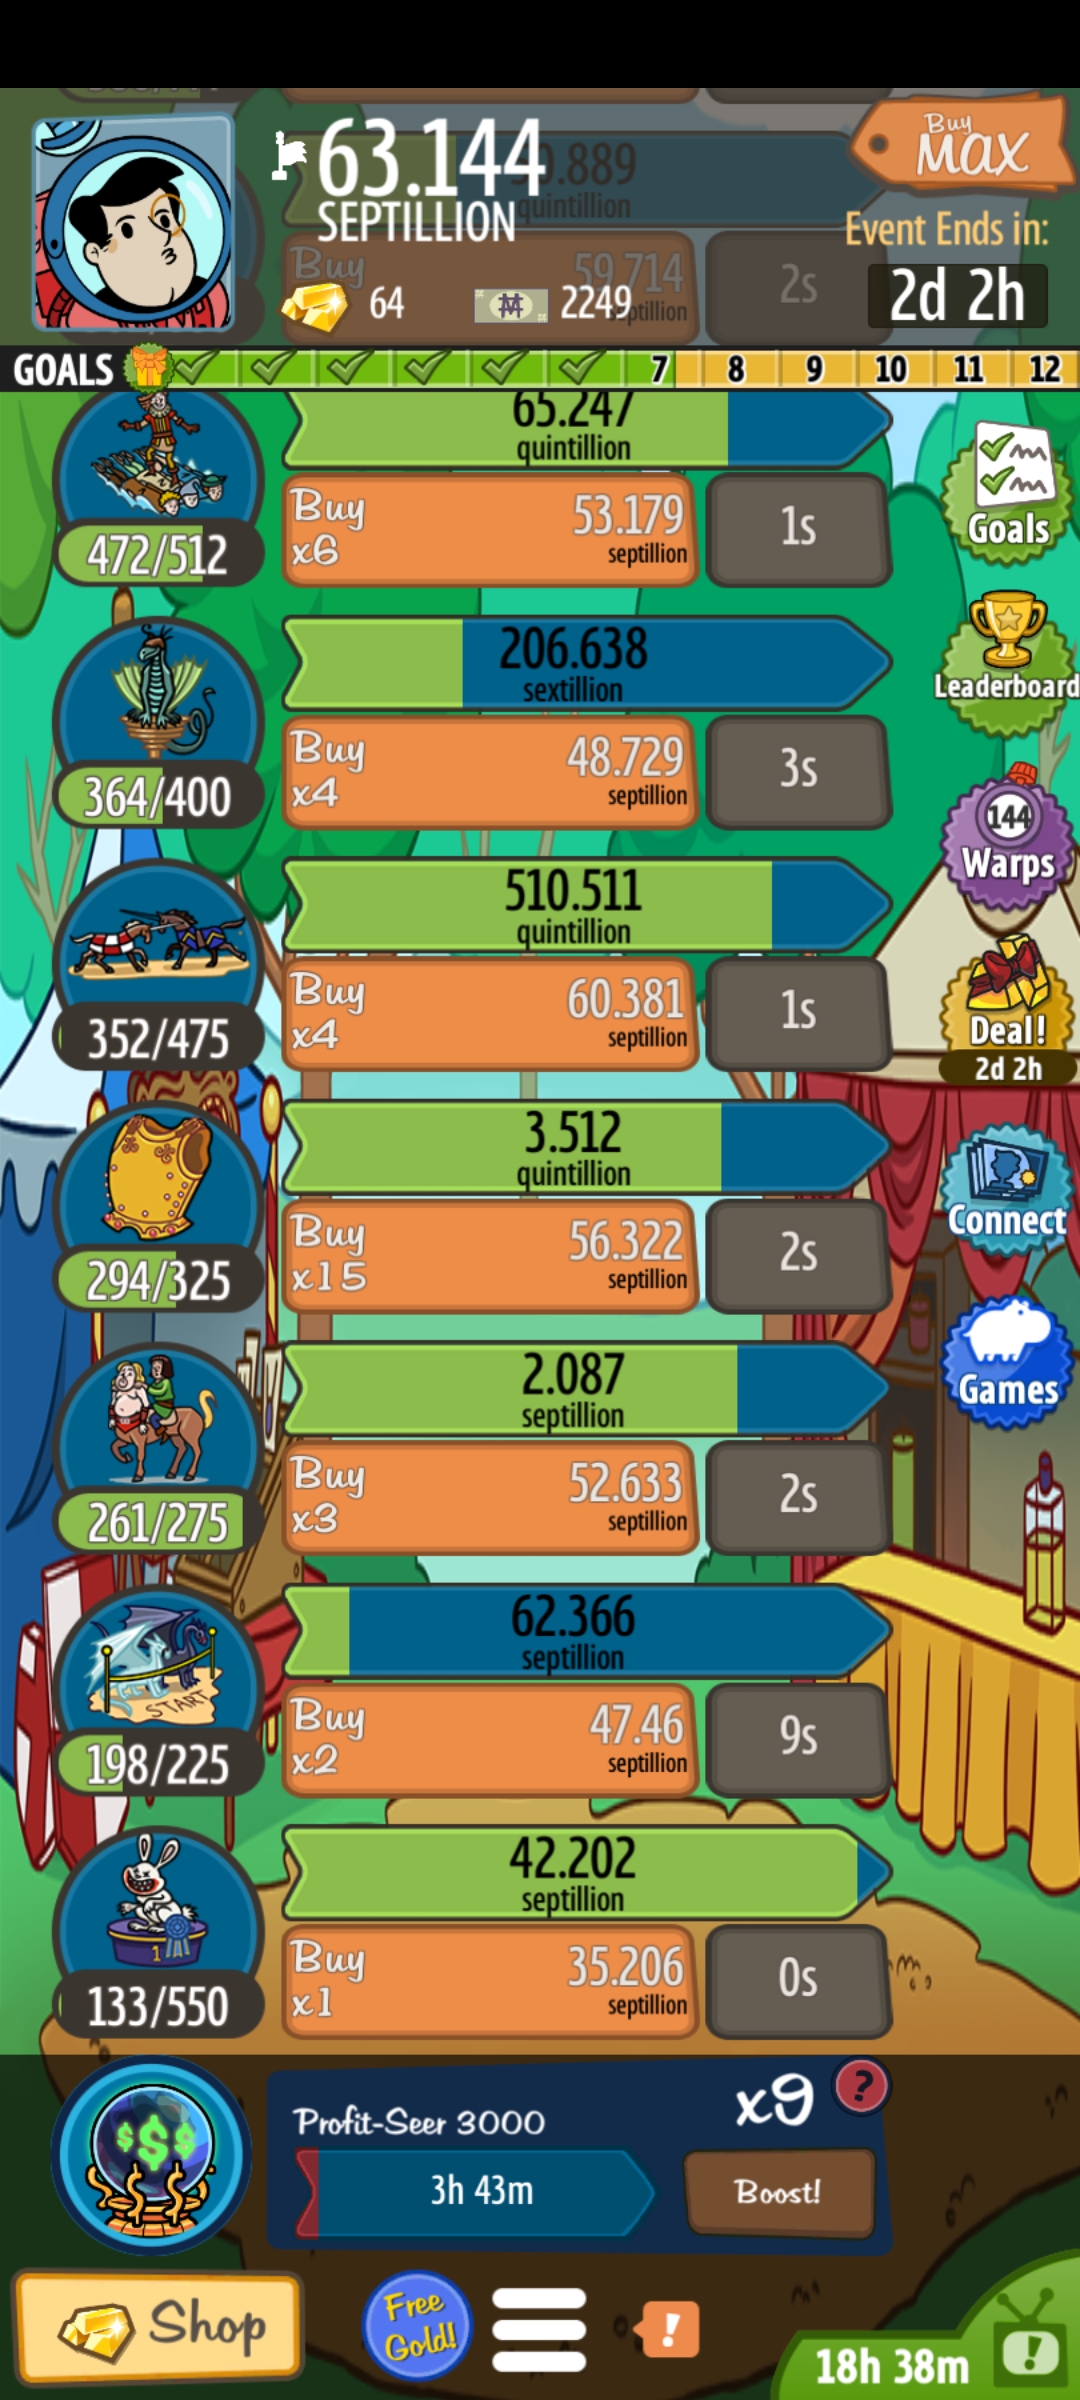 63.144
SEPTILLION
Buy
MAX
Event Ends in:
2d 2h
64
2249
quintillion
Buy
59.714
septillion
2s
GOALS
7 8 9 10 11 12
65.247
quintillion
Buy
x6
53.179
septillion
1s
472/512
Goals
206.638
sextillion
Buy
x4
48.729
septillion
3s
364/400
Leaderboard
144
Warps
510.511
quintillion
Buy
x4
60.381
septillion
1s
352/475
Deal!
2d 2h
3.512
quintillion
Buy
x15
56.322
septillion
2s
294/325
Connect
2.087
septillion
Buy
x3
52.633
septillion
2s
261/275
Games
62.366
septillion
START
Buy
x2
47.46
septillion
9s
198/225
42.202
septillion
1
Buy
x1
35.206
septillion
0s
133/550
$$$
Profit-Seer 3000
x9
?
3h 43m
Boost!
Shop
Free
Gold!
!
18h 38m
!